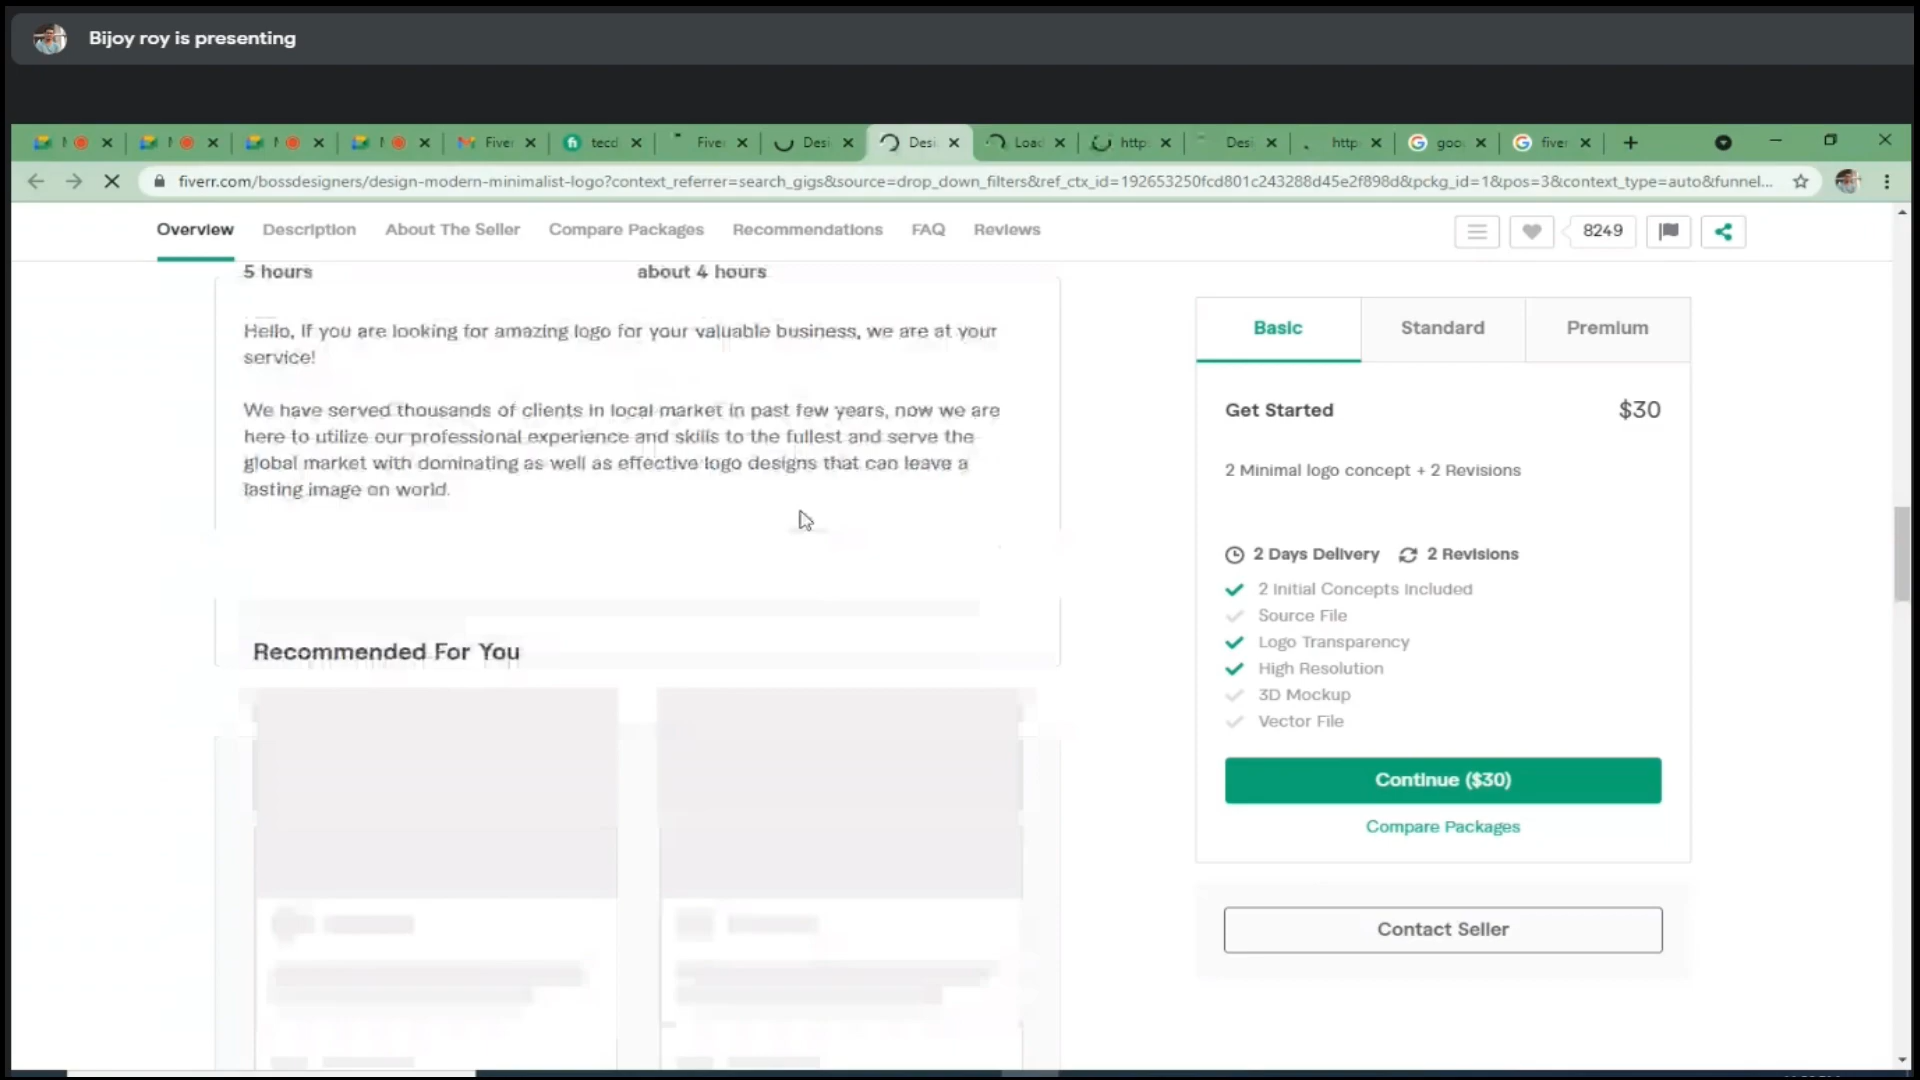 Bijoy roy is presenting
Fiver
tecd
Five
Desi
Desi
Load
http
Desi
http
goo
fiver
fiverr.com/bossdesigners/design-modern-minimalist-logo?context_referrer=search_gigs&source=drop_down_filters&ref_ctx_id=192653250fcd801c243288d45e2f898d&pckg_id=1&pos=3&context_type=auto&funnel...
Overview Description About The Seller Compare Packages Recommendations FAQ Reviews
8249
5 hours about 4 hours
Hello, If you are looking for amazing logo for your valuable business, we are at your
service!
We have served thousands of clients in local market in past few years, now we are
here to utilize our professional experience and skills to the fullest and serve the
global market with dominating as well as effective logo designs that can leave a
lasting image on world.
Recommended For You
Basic Standard Premium
Get Started $30
2 Minimal logo concept + 2 Revisions
2 Days Delivery 2 Revisions
2 Initial Concepts Included
Source File
Logo Transparency
High Resolution
3D Mockup
Vector File
Continue ($30)
Compare Packages
Contact Seller